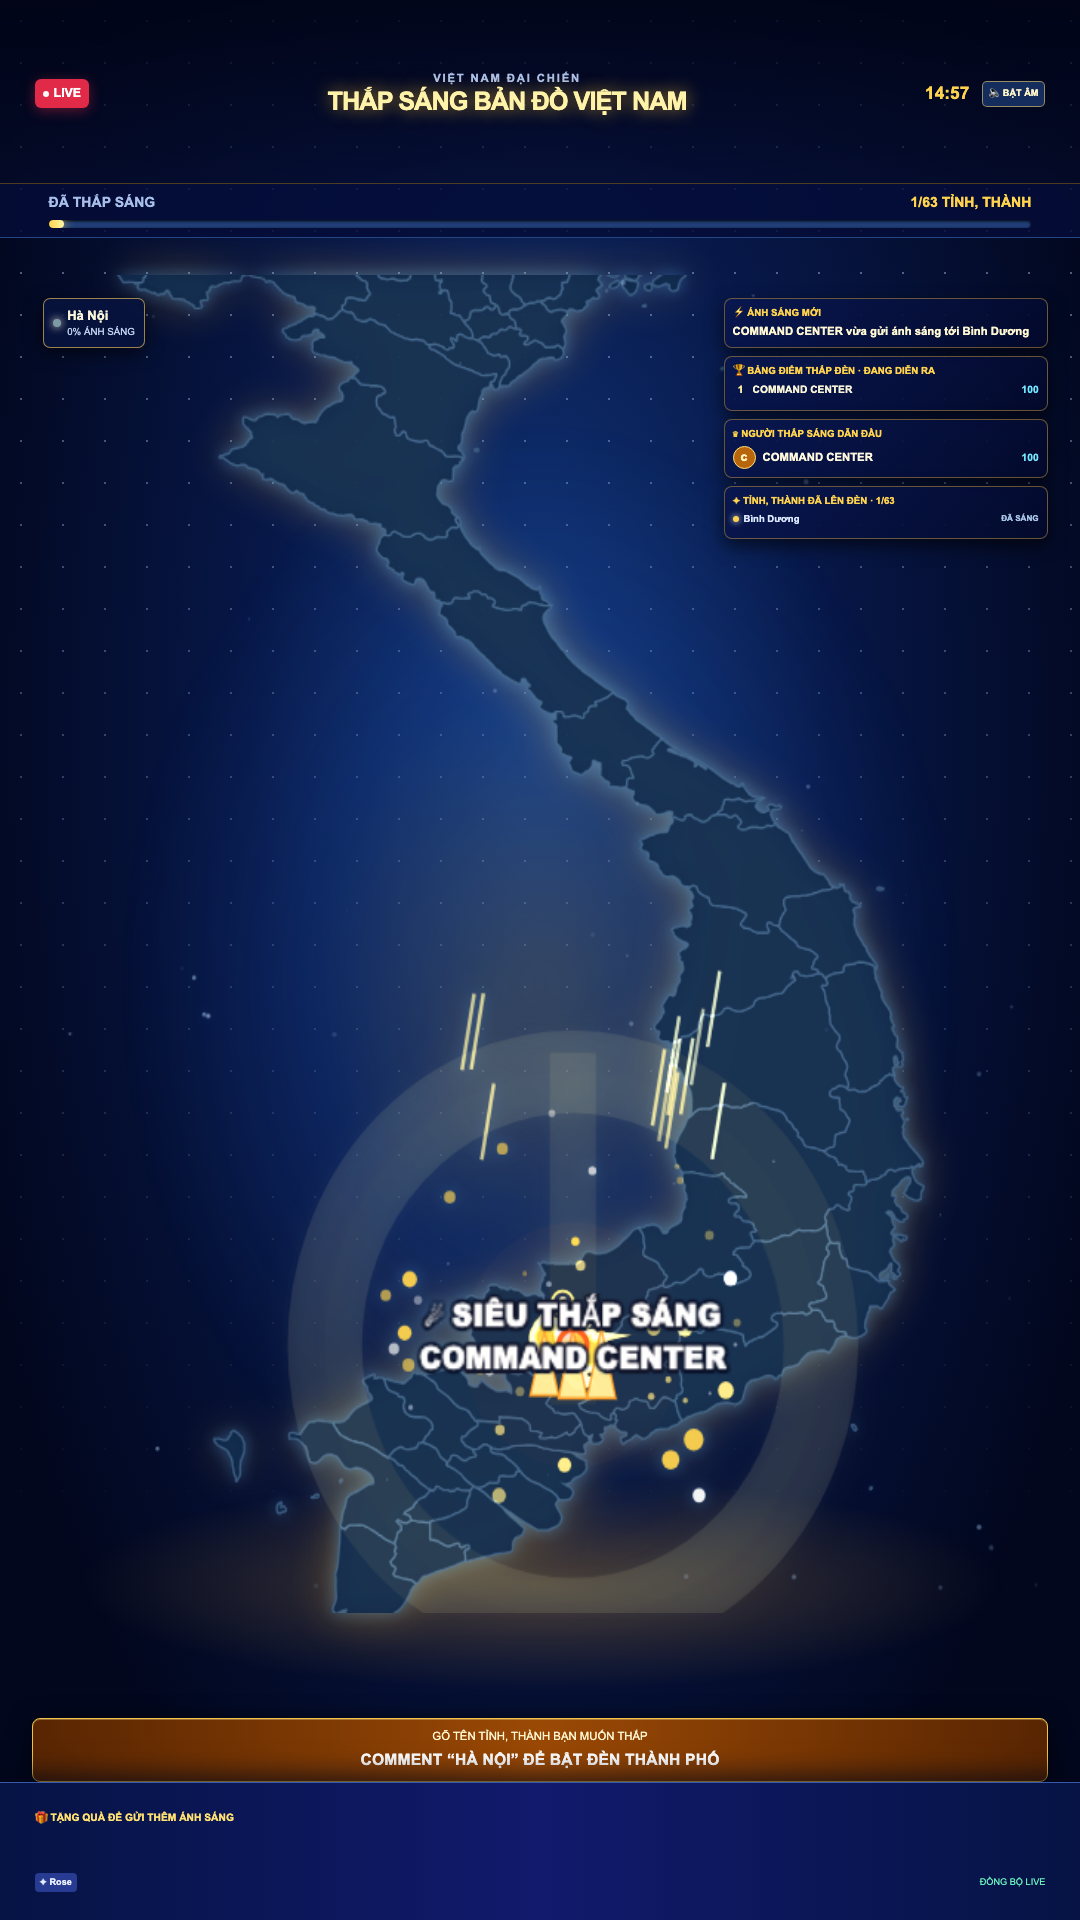 LIVE
VIỆT NAM ĐẠI CHIẾN
THẮP SÁNG BẢN ĐỒ VIỆT NAM
14:57
BẬT ÂM
ĐÃ THẮP SÁNG
1/63 TỈNH, THÀNH
Hà Nội
0% ÁNH SÁNG
ÁNH SÁNG MỚI
COMMAND CENTER vừa gửi ánh sáng tới Bình Dương
BẢNG ĐIỂM THẮP ĐÈN · ĐANG DIỄN RA
1 COMMAND CENTER 100
NGƯỜI THẮP SÁNG DẪN ĐẦU
C COMMAND CENTER 100
TỈNH, THÀNH ĐÃ LÊN ĐÈN · 1/63
Bình Dương ĐÃ SÁNG
SIÊU THẮP SÁNG
COMMAND CENTER
GÕ TÊN TỈNH, THÀNH BẠN MUỐN THẮP
COMMENT “HÀ NỘI” ĐỂ BẬT ĐÈN THÀNH PHỐ
TẶNG QUÀ ĐỂ GỬI THÊM ÁNH SÁNG
Rose
ĐỒNG BỘ LIVE